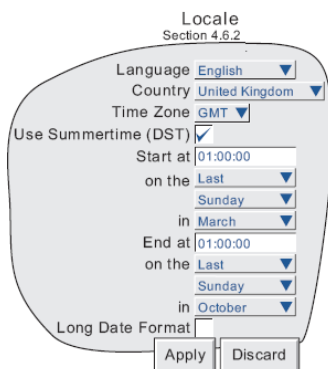 Locale
Section 4.6.2
Language English
Country United Kingdom
Time Zone GMT
Use Summertime (DST)
Start at 01:00:00
on the Last
Sunday
in March
End at 01:00:00
on the Last
Sunday
in October
Long Date Format
Apply Discard